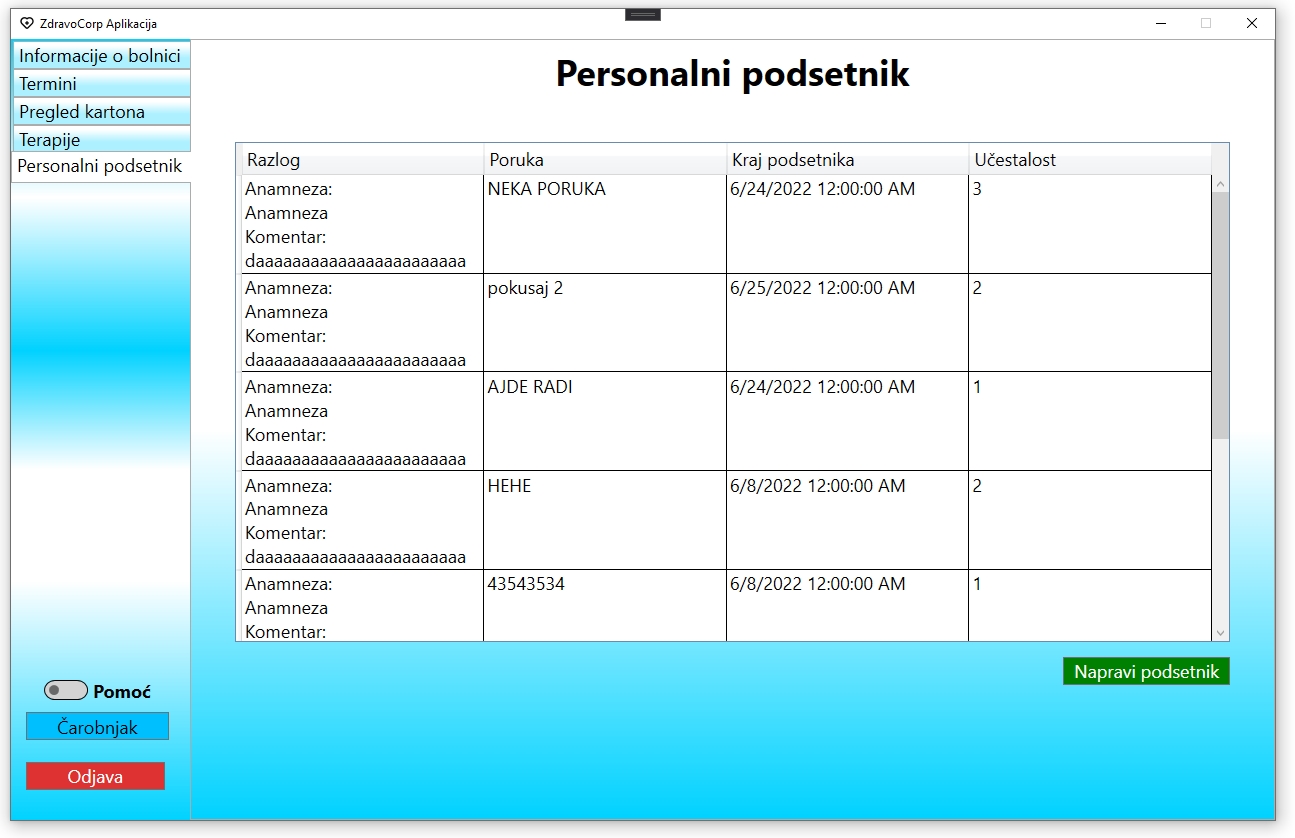 ZdravoCorp Aplikacija
Informacije o bolnici
Termini
Pregled kartona
Terapije
Personalni podsetnik
Personalni podsetnik
Razlog Poruka Kraj podsetnika Učestalost
Anamneza: NEKA PORUKA 6/24/2022 12:00:00 AM 3
Anamneza
Komentar:
daaaaaaaaaaaaaaaaaaaaaaa
Anamneza: pokusaj 2 6/25/2022 12:00:00 AM 2
Anamneza
Komentar:
daaaaaaaaaaaaaaaaaaaaaaa
Anamneza: AJDE RADI 6/24/2022 12:00:00 AM 1
Anamneza
Komentar:
daaaaaaaaaaaaaaaaaaaaaaa
Anamneza: HEHE 6/8/2022 12:00:00 AM 2
Anamneza
Komentar:
daaaaaaaaaaaaaaaaaaaaaaa
Anamneza: 43543534 6/8/2022 12:00:00 AM 1
Anamneza
Komentar:
Napravi podsetnik
Pomoć
Čarobnjak
Odjava